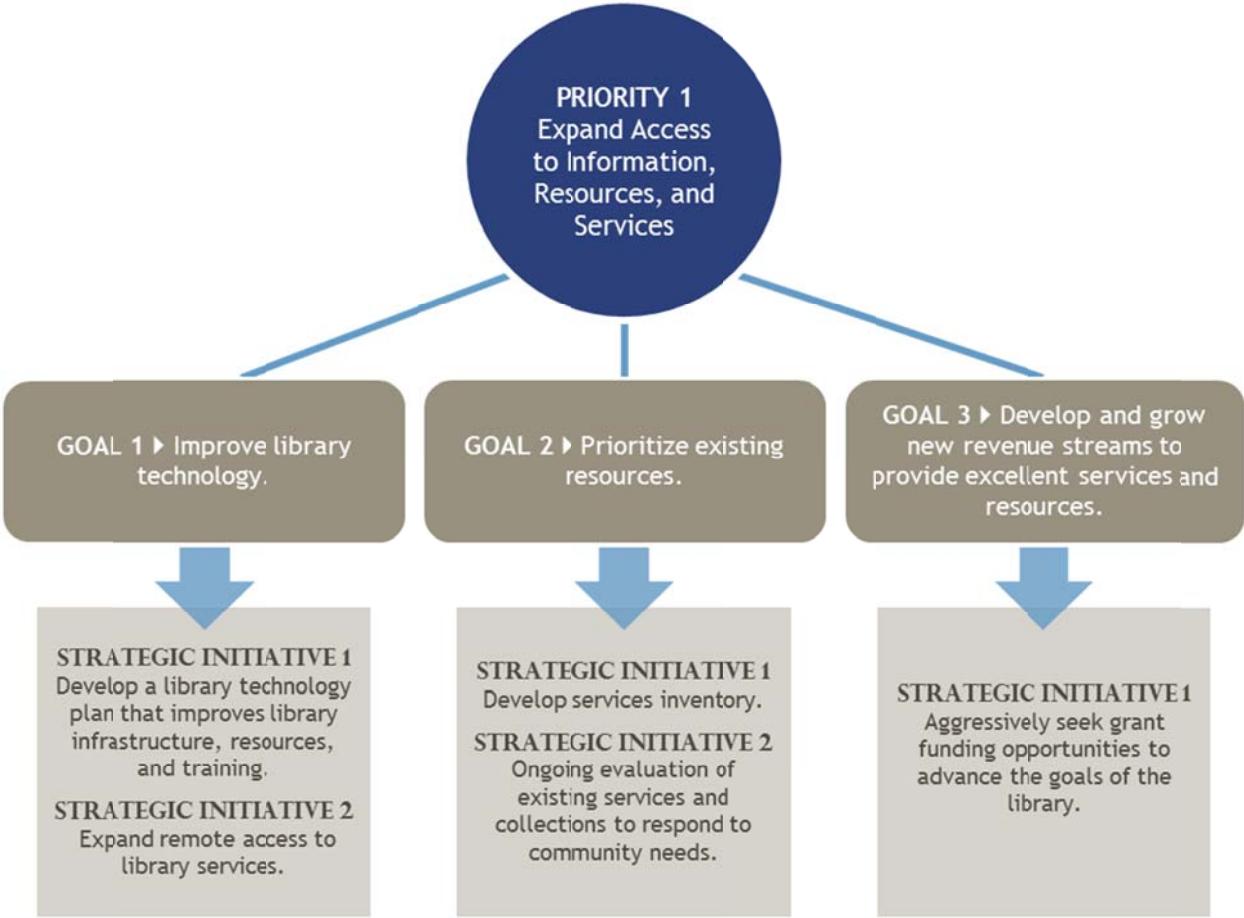 PRIORITY 1
Expand Access
to Information,
Resources, and
Services
GOAL 1 ▸ Improve library
technology.
GOAL 2 ▸ Prioritize existing
resources.
GOAL 3 ▸ Develop and grow
new revenue streams to
provide excellent services and
resources.
STRATEGIC INITIATIVE 1
Develop a library technology
plan that improves library
infrastructure, resources,
and training.
STRATEGIC INITIATIVE 2
Expand remote access to
library services.
STRATEGIC INITIATIVE 1
Develop services inventory.
STRATEGIC INITIATIVE 2
Ongoing evaluation of
existing services and
collections to respond to
community needs.
STRATEGIC INITIATIVE 1
Aggressively seek grant
funding opportunities to
advance the goals of the
library.